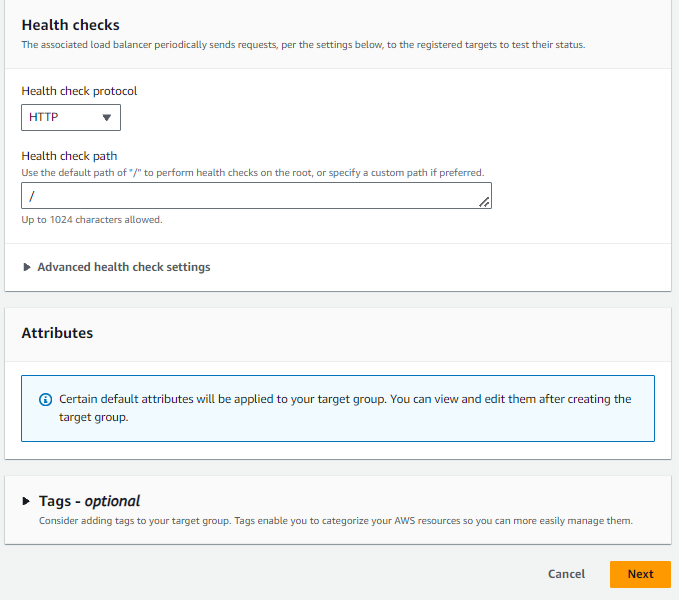 Health checks
The associated load balancer periodically sends requests, per the settings below, to the registered targets to test their status.
Health check protocol
HTTP
Health check path
Use the default path of "/" to perform health checks on the root, or specify a custom path if preferred.
/
Up to 1024 characters allowed.
Advanced health check settings
Attributes
Certain default attributes will be applied to your target group. You can view and edit them after creating the
target group.
Tags - optional
Consider adding tags to your target group. Tags enable you to categorize your AWS resources so you can more easily manage them.
Cancel
Next